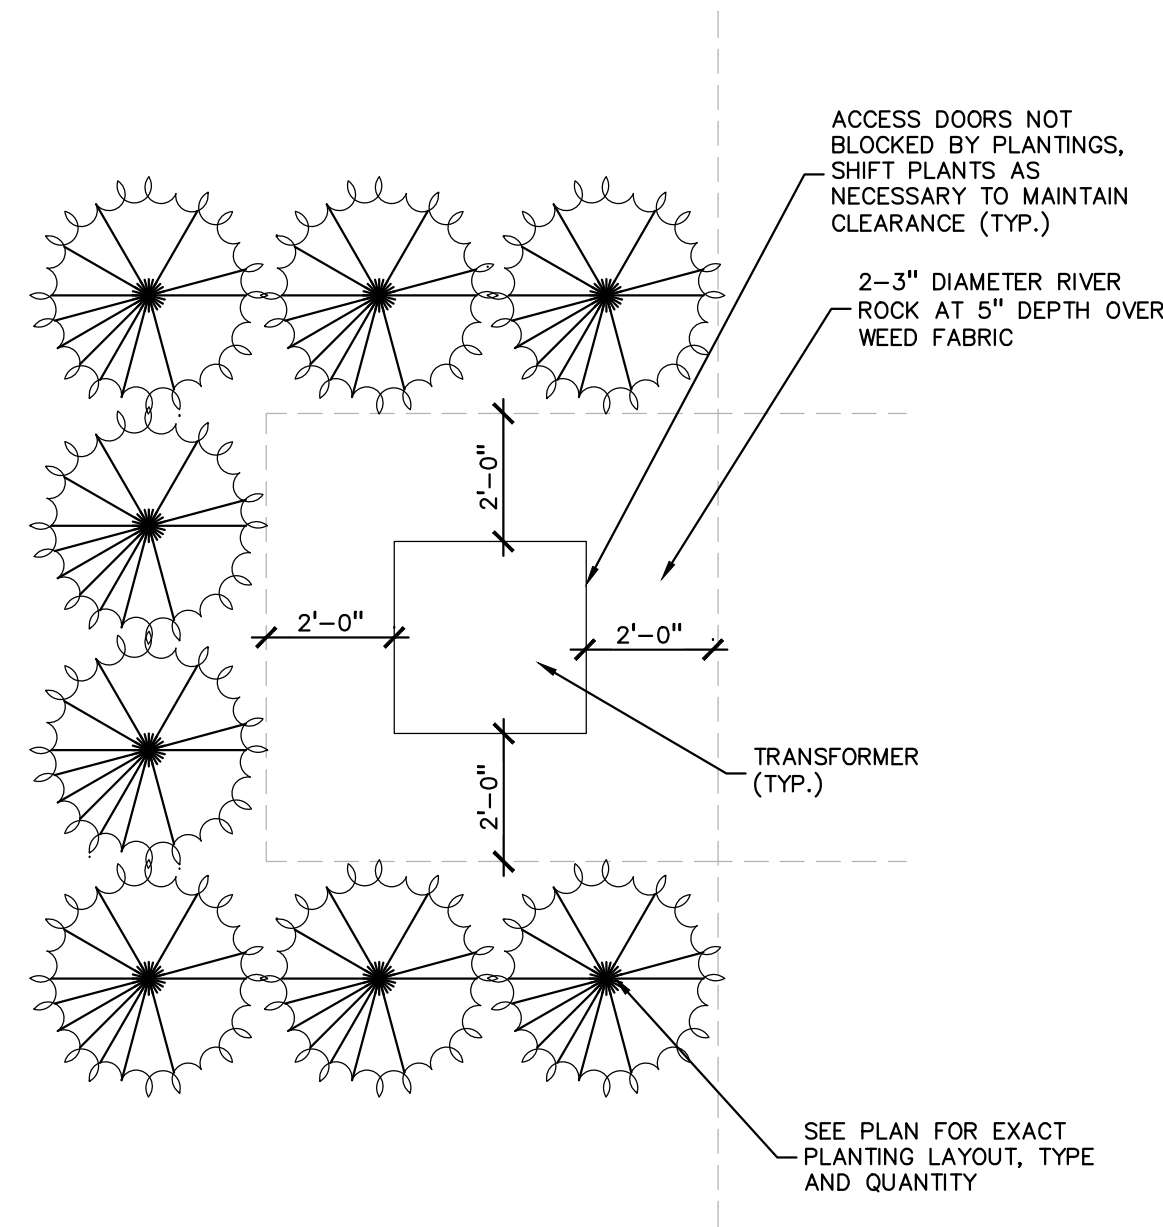 ACCESS DOORS NOT
BLOCKED BY PLANTINGS,
SHIFT PLANTS AS
NECESSARY TO MAINTAIN
CLEARANCE (TYP.)
2-3" DIAMETER RIVER
ROCK AT 5" DEPTH OVER
WEED FABRIC
2'-0"
2'-0"
2'-0"
2'-0"
TRANSFORMER
(TYP.)
SEE PLAN FOR EXACT
PLANTING LAYOUT, TYPE
AND QUANTITY